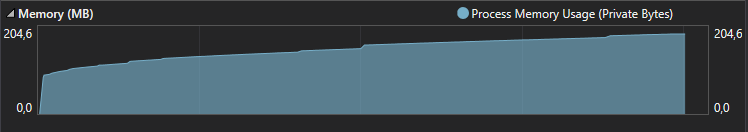 Memory (MB) Process Memory Usage (Private Bytes)
204,6 204,6
0,0 0,0